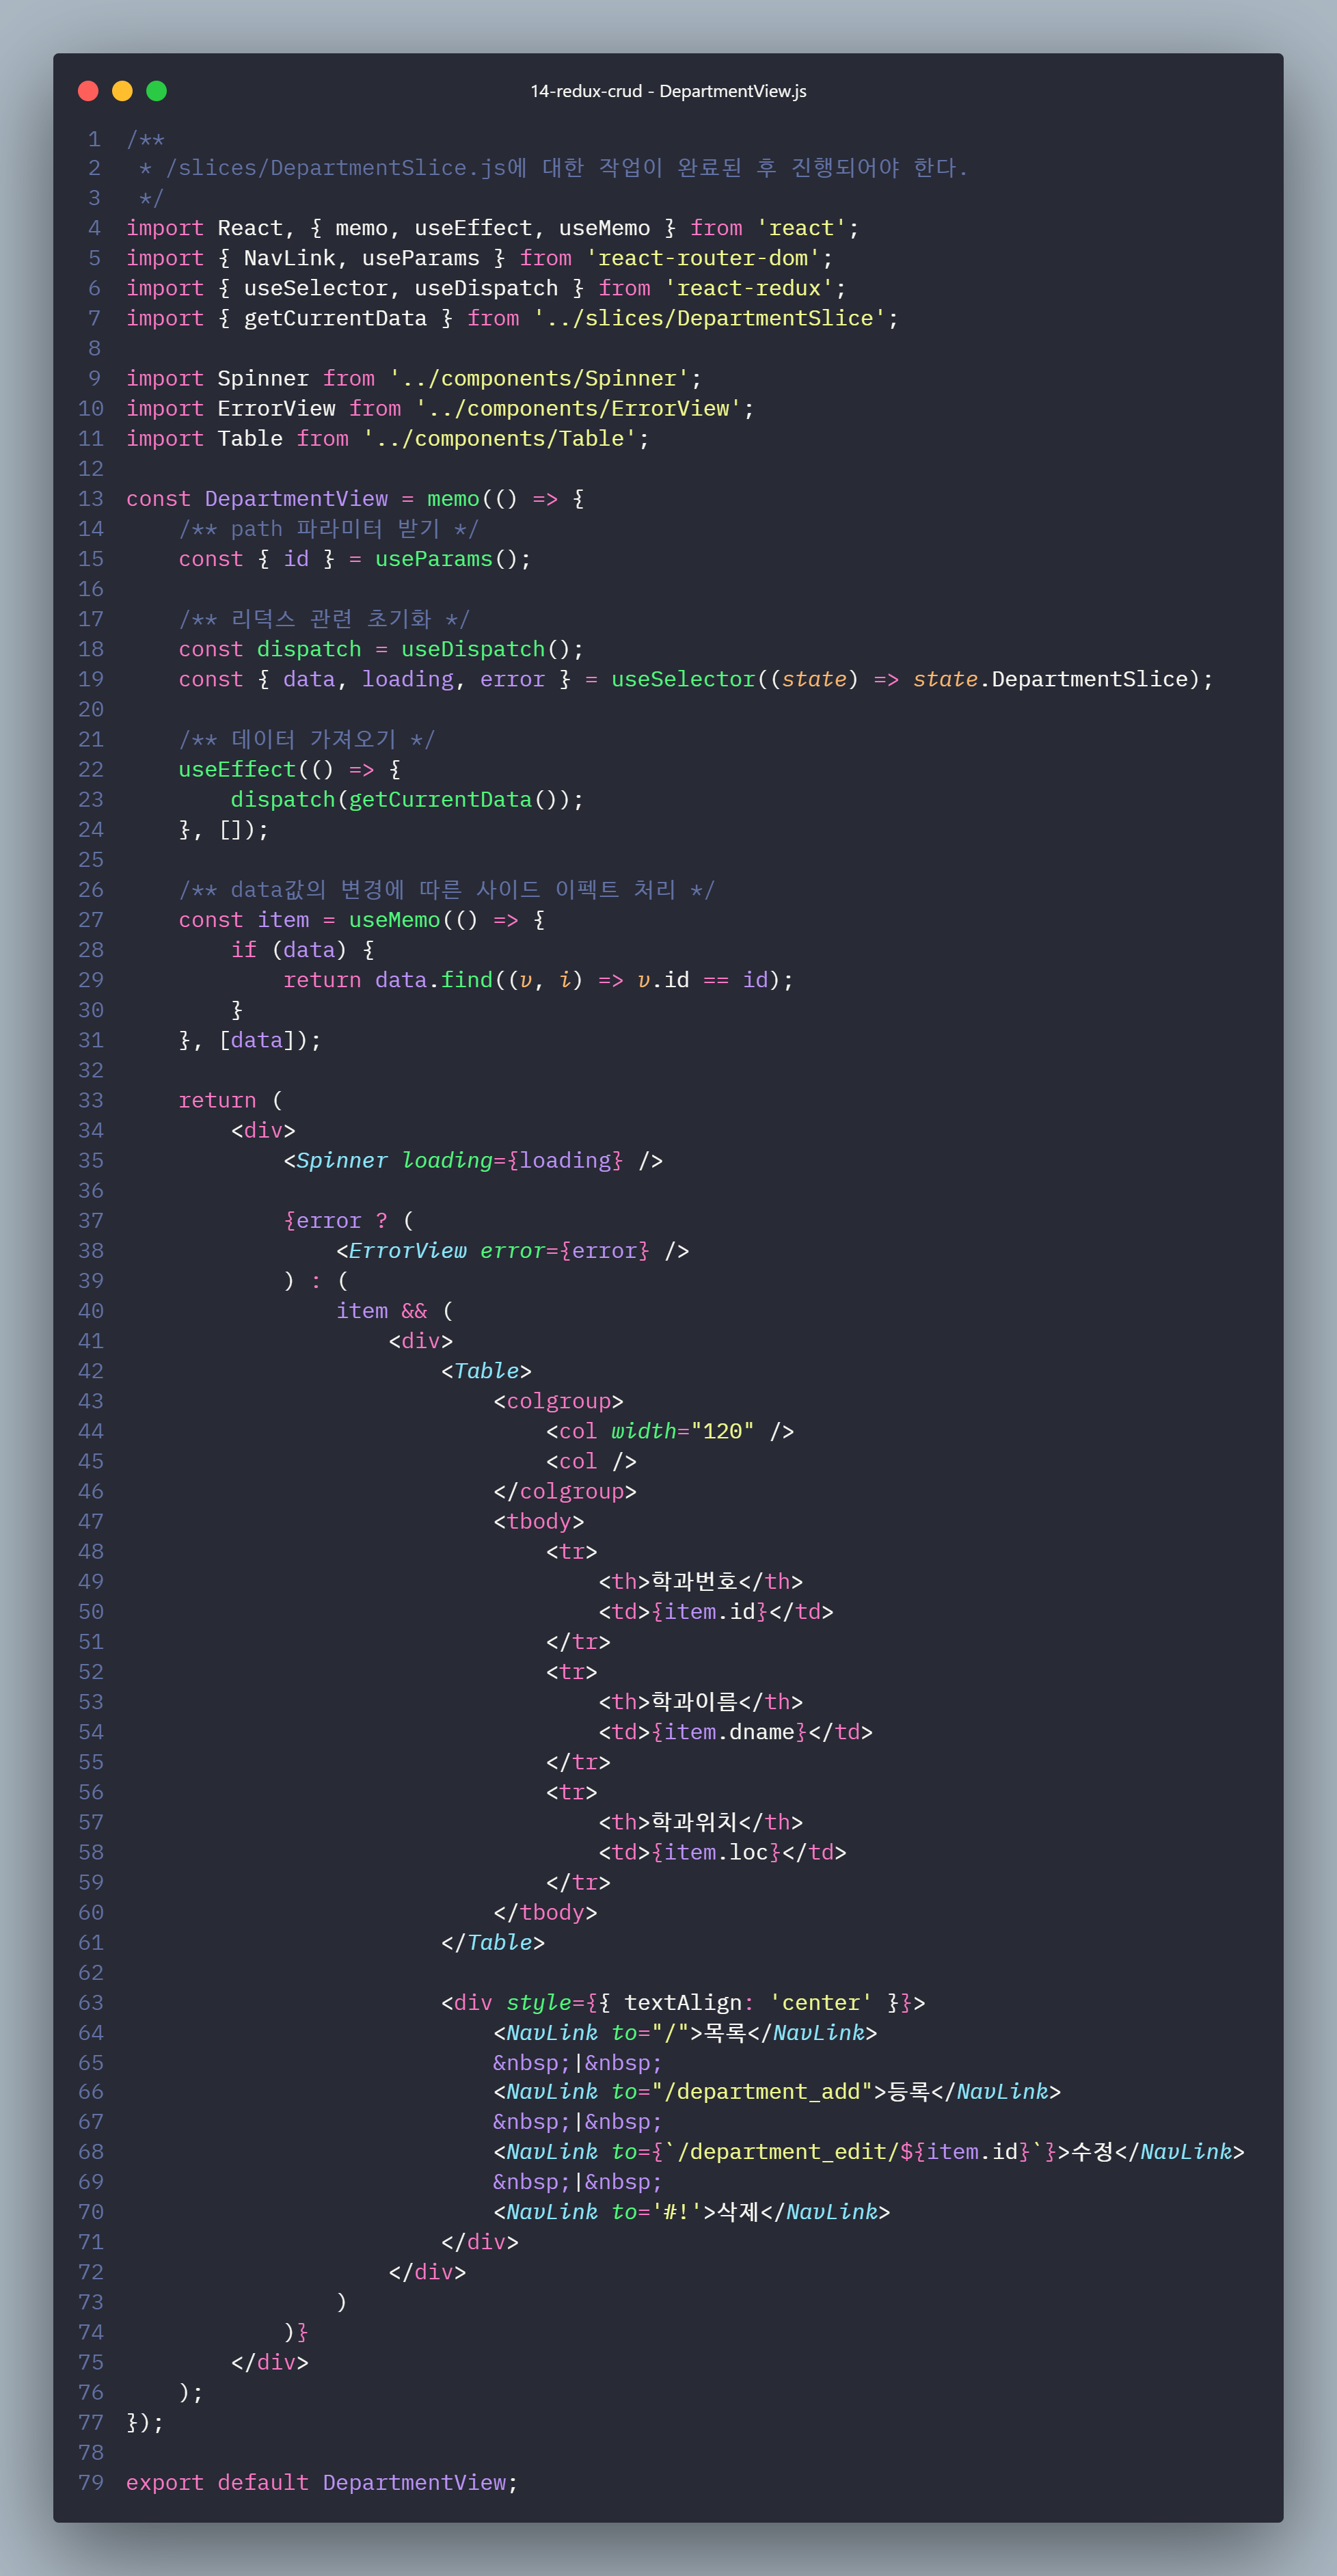 14-redux-crud - DepartmentView.js
1 /**
2  * /slices/DepartmentSlice.js에 대한 작업이 완료된 후 진행되어야 한다.
3  */
4 import React, { memo, useEffect, useMemo } from 'react';
5 import { NavLink, useParams } from 'react-router-dom';
6 import { useSelector, useDispatch } from 'react-redux';
7 import { getCurrentData } from '../slices/DepartmentSlice';
8
9 import Spinner from '../components/Spinner';
10 import ErrorView from '../components/ErrorView';
11 import Table from '../components/Table';
12
13 const DepartmentView = memo(() => {
14     /** path 파라미터 받기 */
15     const { id } = useParams();
16
17     /** 리덕스 관련 초기화 */
18     const dispatch = useDispatch();
19     const { data, loading, error } = useSelector((state) => state.DepartmentSlice);
20
21     /** 데이터 가져오기 */
22     useEffect(() => {
23         dispatch(getCurrentData());
24     }, []);
25
26     /** data값의 변경에 따른 사이드 이펙트 처리 */
27     const item = useMemo(() => {
28         if (data) {
29             return data.find((v, i) => v.id == id);
30         }
31     }, [data]);
32
33     return (
34         <div>
35             <Spinner loading={loading} />
36
37             {error ? (
38                 <ErrorView error={error} />
39             ) : (
40                 item && (
41                     <div>
42                         <Table>
43                             <colgroup>
44                                 <col width="120" />
45                                 <col />
46                             </colgroup>
47                             <tbody>
48                                 <tr>
49                                     <th>학과번호</th>
50                                     <td>{item.id}</td>
51                                 </tr>
52                                 <tr>
53                                     <th>학과이름</th>
54                                     <td>{item.dname}</td>
55                                 </tr>
56                                 <tr>
57                                     <th>학과위치</th>
58                                     <td>{item.loc}</td>
59                                 </tr>
60                             </tbody>
61                         </Table>
62
63                         <div style={{ textAlign: 'center' }}>
64                             <NavLink to="/">목록</NavLink>
65                             &nbsp;|&nbsp;
66                             <NavLink to="/department_add">등록</NavLink>
67                             &nbsp;|&nbsp;
68                             <NavLink to={`/department_edit/${item.id}`}>수정</NavLink>
69                             &nbsp;|&nbsp;
70                             <NavLink to='#!'>삭제</NavLink>
71                         </div>
72                     </div>
73                 )
74             )}
75         </div>
76     );
77 });
78
79 export default DepartmentView;